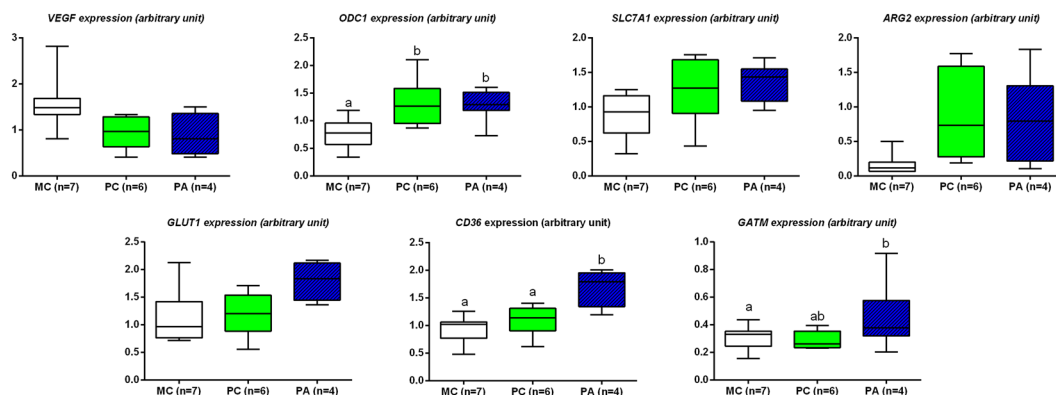 VEGF expression (arbitrary unit)
3
2
1
0
MC (n=7) PC (n=6) PA (n=4)
ODC1 expression (arbitrary unit)
2.5
2.0
1.5
1.0
0.5
0.0
a
b
b
MC (n=7) PC (n=6) PA (n=4)
SLC7A1 expression (arbitrary unit)
2.0
1.5
1.0
0.5
0.0
MC (n=7) PC (n=6) PA (n=4)
ARG2 expression (arbitrary unit)
2.0
1.5
1.0
0.5
0.0
MC (n=7) PC (n=6) PA (n=4)
GLUT1 expression (arbitrary unit)
2.5
2.0
1.5
1.0
0.5
0.0
MC (n=7) PC (n=6) PA (n=4)
CD36 expression (arbitrary unit)
2.5
2.0
1.5
1.0
0.5
0.0
a
a
b
MC (n=7) PC (n=6) PA (n=4)
GATM expression (arbitrary unit)
1.0
0.8
0.6
0.4
0.2
0.0
a
ab
b
MC (n=7) PC (n=6) PA (n=4)